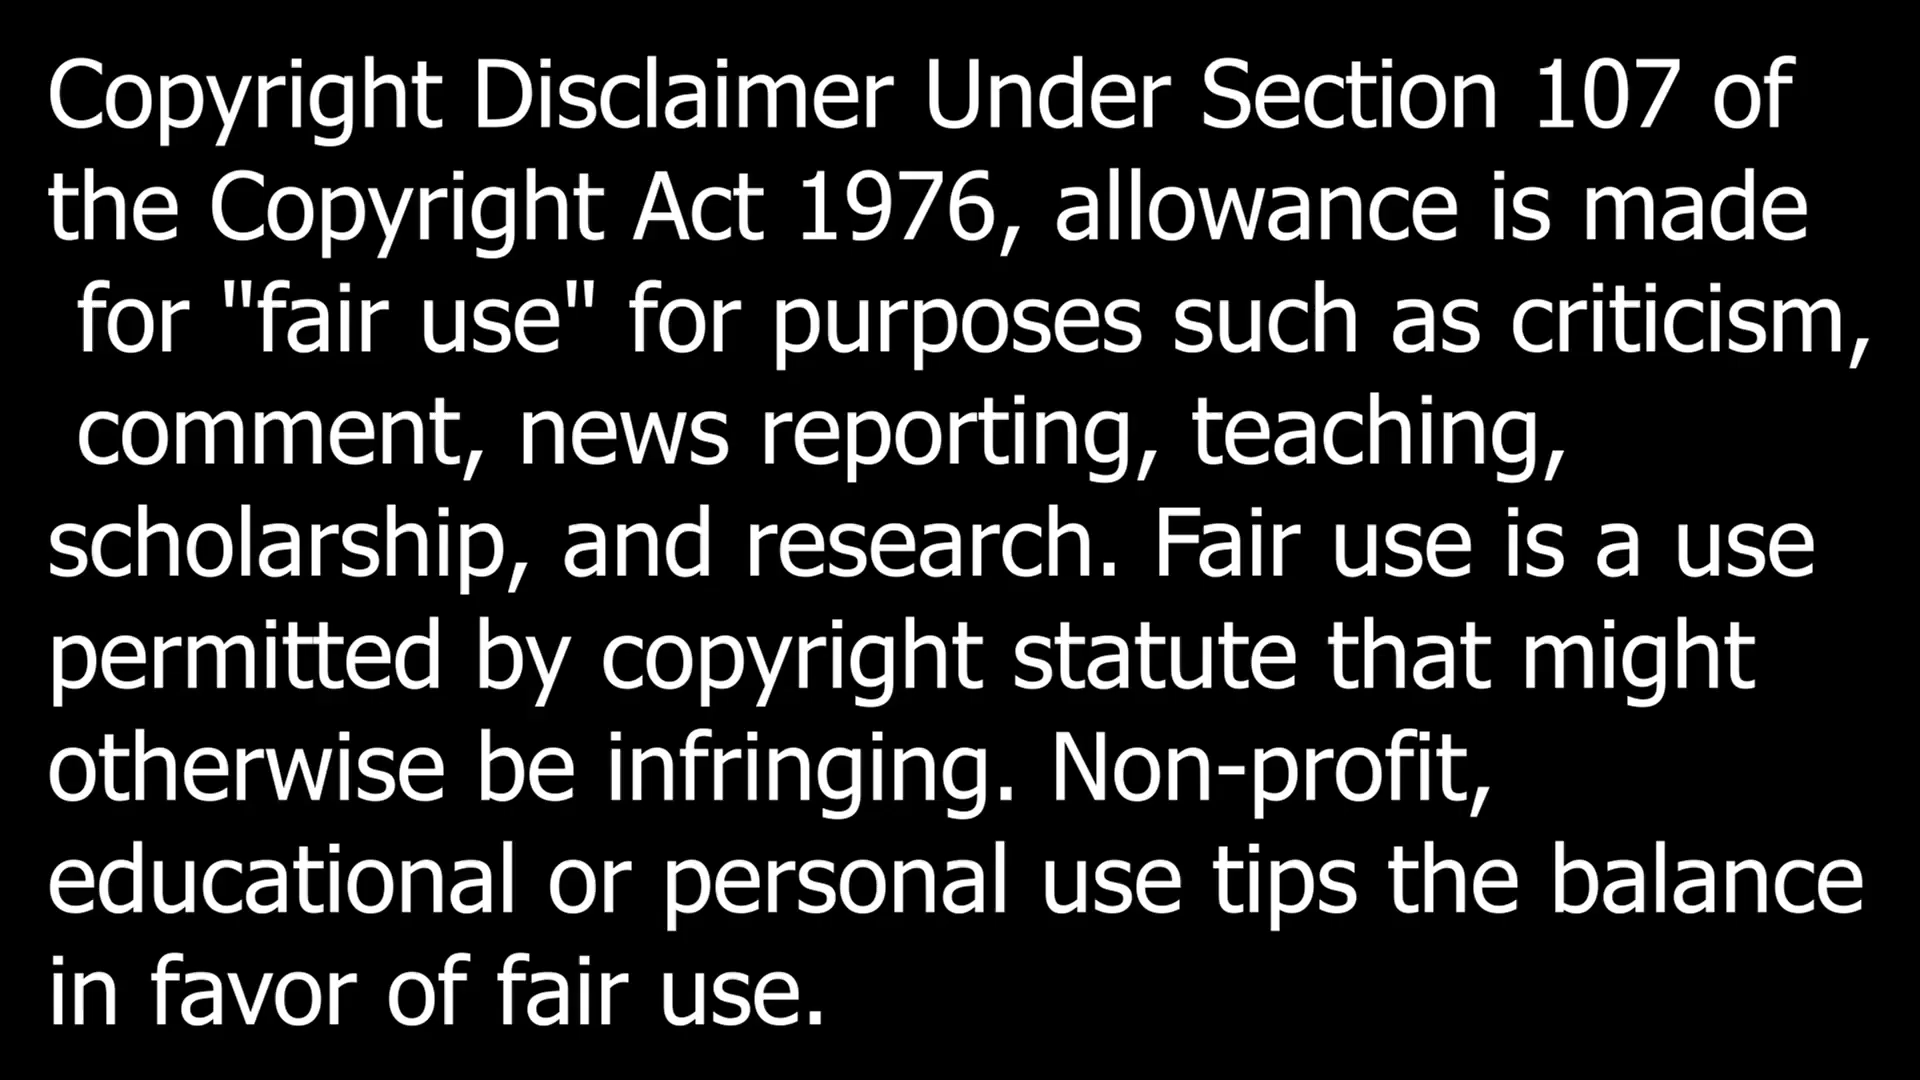 Copyright Disclaimer Under Section 107 of
the Copyright Act 1976, allowance is made
for "fair use" for purposes such as criticism,
comment, news reporting, teaching,
scholarship, and research. Fair use is a use
permitted by copyright statute that might
otherwise be infringing. Non-profit,
educational or personal use tips the balance
in favor of fair use.